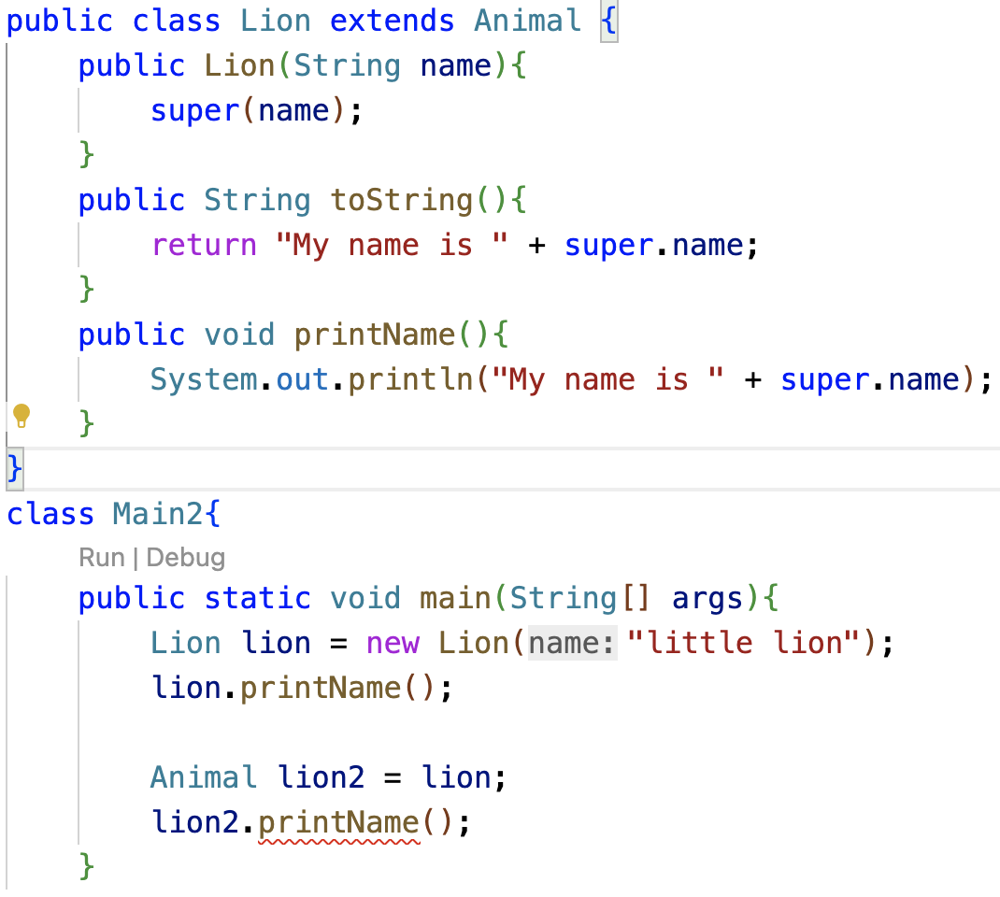 public class Lion extends Animal {
    public Lion(String name){
        super(name);
    }
    public String toString(){
        return "My name is " + super.name;
    }
    public void printName(){
        System.out.println("My name is " + super.name);
    }
}
class Main2{
    Run | Debug
    public static void main(String[] args){
        Lion lion = new Lion(name:"little lion");
        lion.printName();
        Animal lion2 = lion;
        lion2.printName();
    }